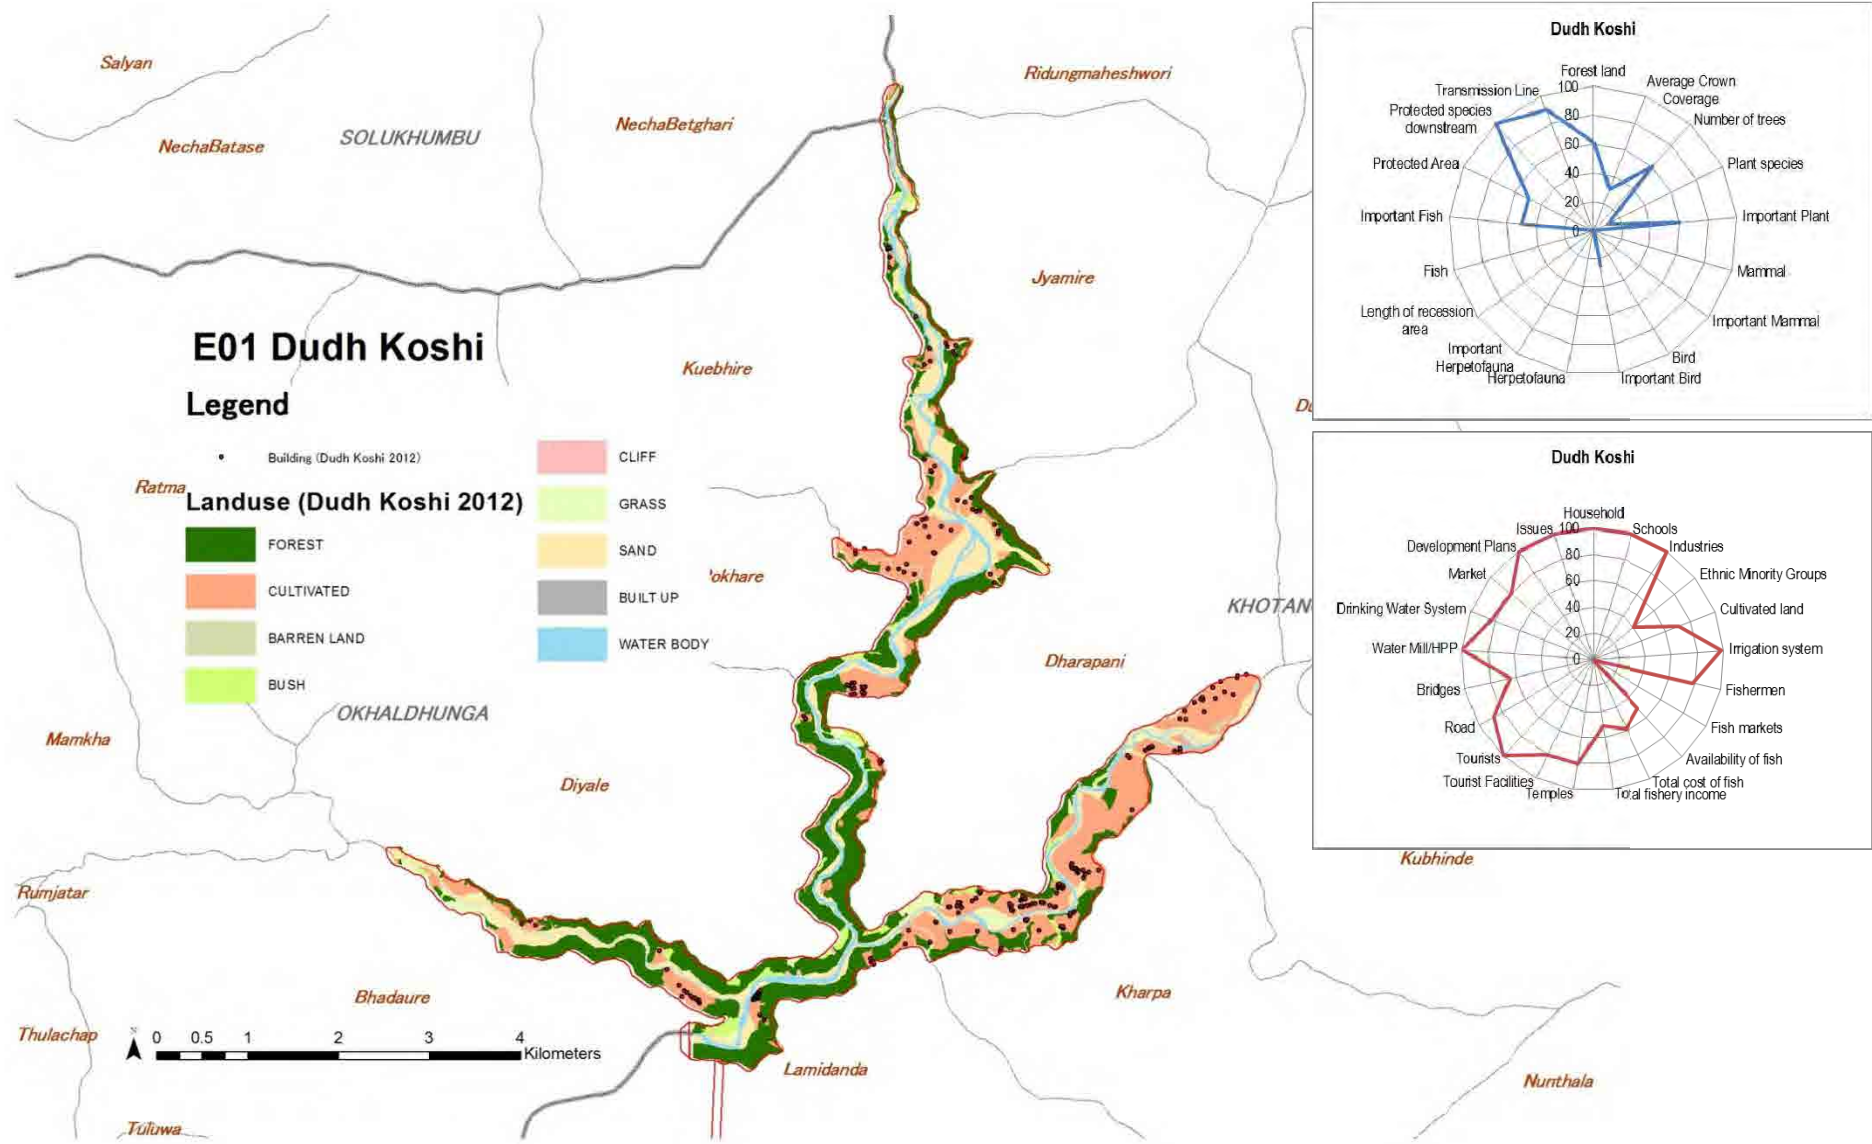 Salyan
NechaBatase
SOLUKHUMBU
NechaBetghari
Ridungmaheshwori
Jyamire
Kuebhire
E01 Dudh Koshi
Legend
Building (Dudh Koshi 2012)
Landuse (Dudh Koshi 2012)
FOREST
CULTIVATED
BARREN LAND
BUSH
CLIFF
GRASS
SAND
BUILT UP
WATER BODY
Ratma
'okhare
KHOTAN
Dharapani
OKHALDHUNGA
Mamkha
Diyale
Rumjatar
Bhadaure
Thulachap
Kharpa
Kubhinde
Lamidanda
Nunthala
Tuluwa
N
0 0.5 1 2 3 4
Kilometers
Du
Dudh Koshi
Forest land
Average Crown
Coverage
Number of trees
Plant species
Important Plant
Mammal
Important Mammal
Bird
Important Bird
Herpetofauna
Important
Herpetofauna
Length of recession
area
Fish
Important Fish
Protected Area
Protected species
downstream
Transmission Line
100
80
60
40
20
0
Dudh Koshi
Household
Schools
Industries
Ethnic Minority Groups
Cultivated land
Irrigation system
Fishermen
Fish markets
Availability of fish
Total cost of fish
Total fishery income
Temples
Tourist Facilities
Tourists
Road
Bridges
Water Mill/HPP
Drinking Water System
Market
Development Plans
Issues
100
80
60
40
20
0